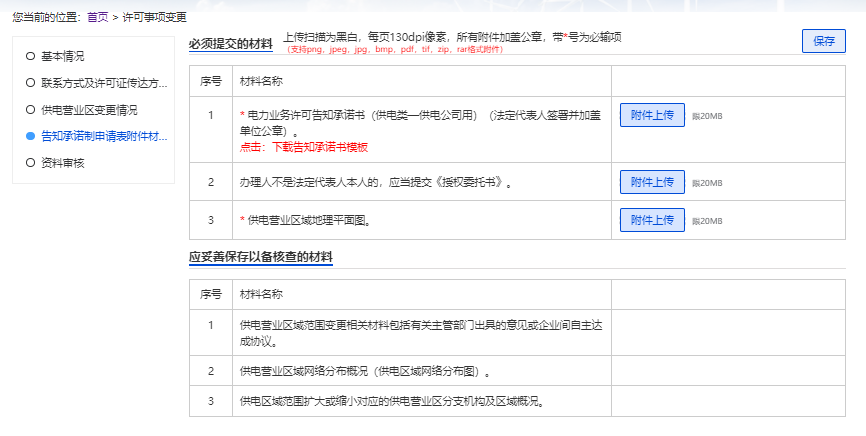 您当前的位置：首页 > 许可事项变更
基本情况
联系方式及许可证传达方...
供电营业区变更情况
告知承诺制申请表附件材...
资料审核
必须提交的材料 上传扫描为黑白，每页130dpi像素，所有附件加盖公章，带*号为必输项
（支持png，jpeg，jpg，bmp，pdf，tif，zip，rar格式附件）
保存
序号 材料名称
1 * 电力业务许可告知承诺书（供电类—供电公司用）（法定代表人签署并加盖 附件上传 限20MB
单位公章）。
点击：下载告知承诺书模板
2 办理人不是法定代表人本人的，应当提交《授权委托书》。 附件上传 限20MB
3 * 供电营业区域地理平面图。 附件上传 限20MB
应妥善保存以备核查的材料
序号 材料名称
1 供电营业区域范围变更相关材料包括有关主管部门出具的意见或企业间自主达
成协议。
2 供电营业区域网络分布概况（供电区域网络分布图）。
3 供电区域范围扩大或缩小对应的供电营业区分支机构及区域概况。